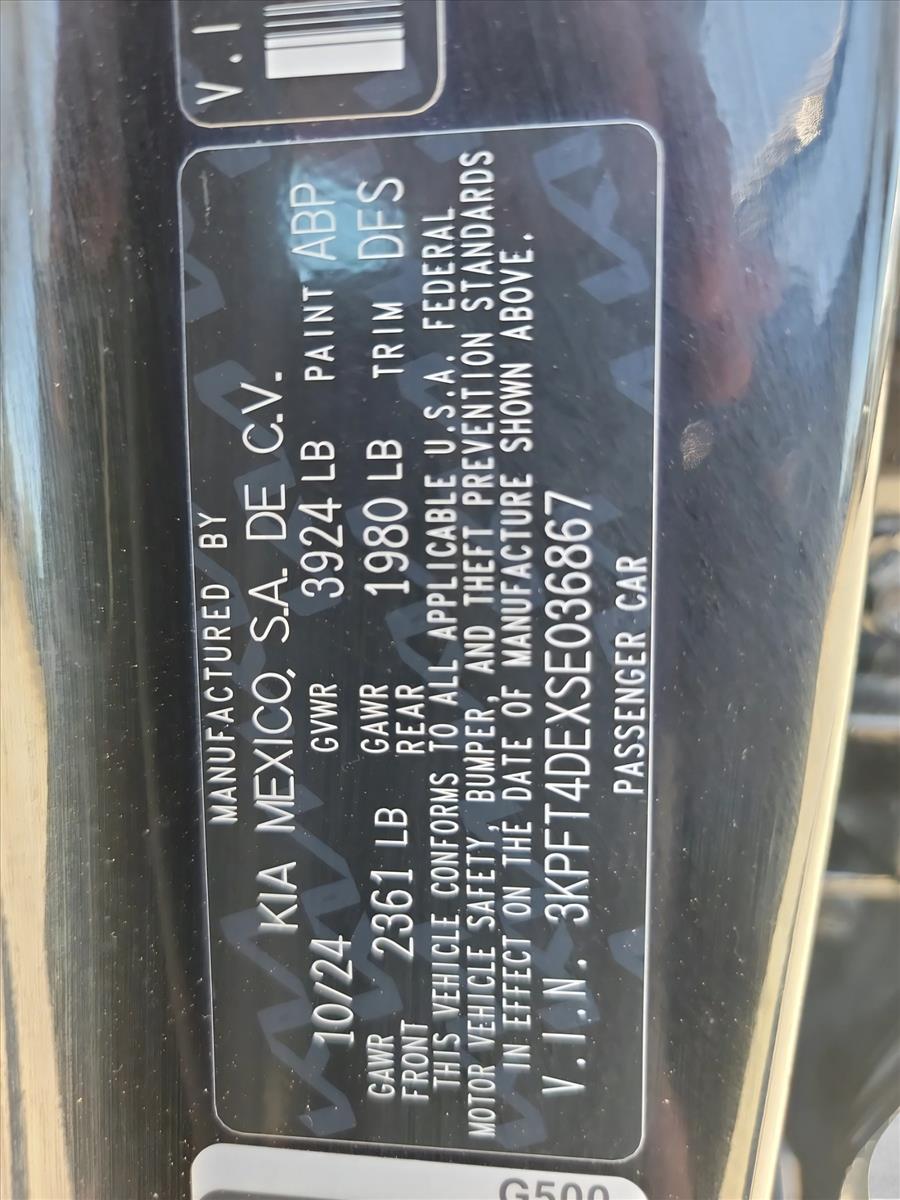 V.I
MANUFACTURED BY
KIA MEXICO, S.A. DE C.V.
10/24 GVWR 3924 LB PAINT ABP
GAWR FRONT 2361 LB GAWR REAR 1980 LB TRIM DFS
THIS VEHICLE CONFORMS TO ALL APPLICABLE U.S.A. FEDERAL
MOTOR VEHICLE SAFETY, BUMPER, AND THEFT PREVENTION STANDARDS
IN EFFECT ON THE DATE OF MANUFACTURE SHOWN ABOVE.
V.I.N. 3KPFT4DEXSE036867
PASSENGER CAR
G500